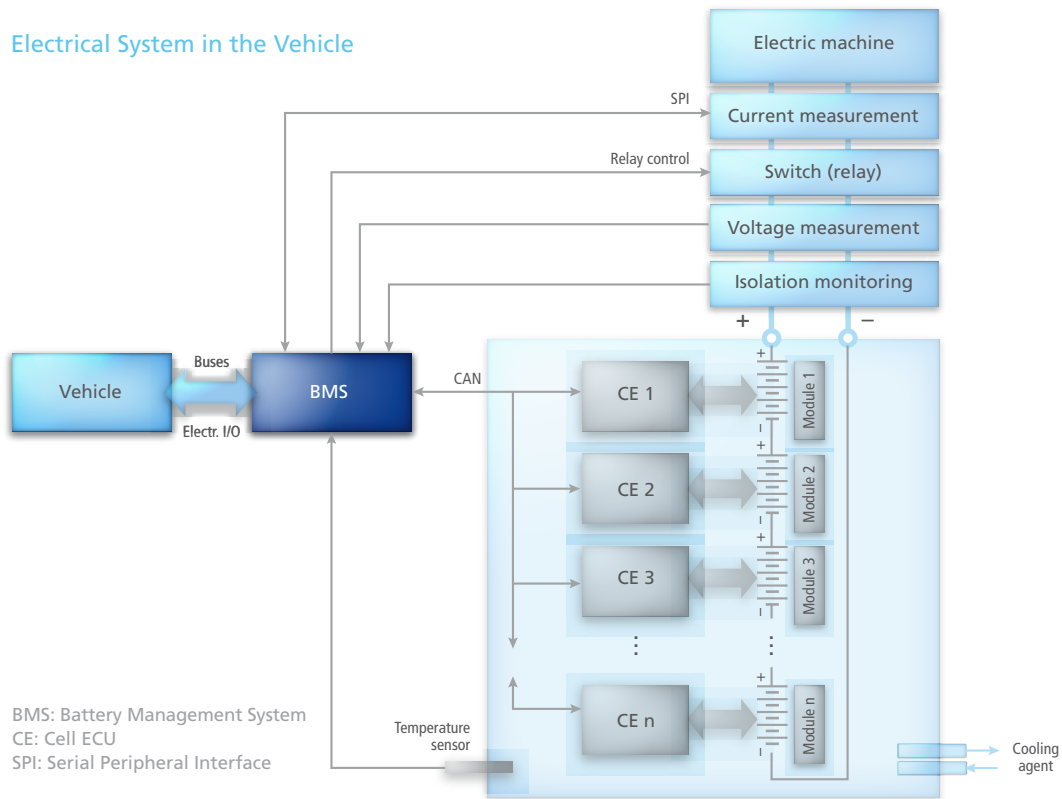 Electrical System in the Vehicle
Electric machine
SPI
Current measurement
Relay control
Switch (relay)
Voltage measurement
Isolation monitoring
+
−
Vehicle
Buses
Electr. I/O
BMS
CAN
CE 1
+
−
Module 1
CE 2
+
−
Module 2
CE 3
+
−
Module 3
⋮
⋮
CE n
+
−
Module n
BMS: Battery Management System
CE: Cell ECU
SPI: Serial Peripheral Interface
Temperature
sensor
Cooling
agent